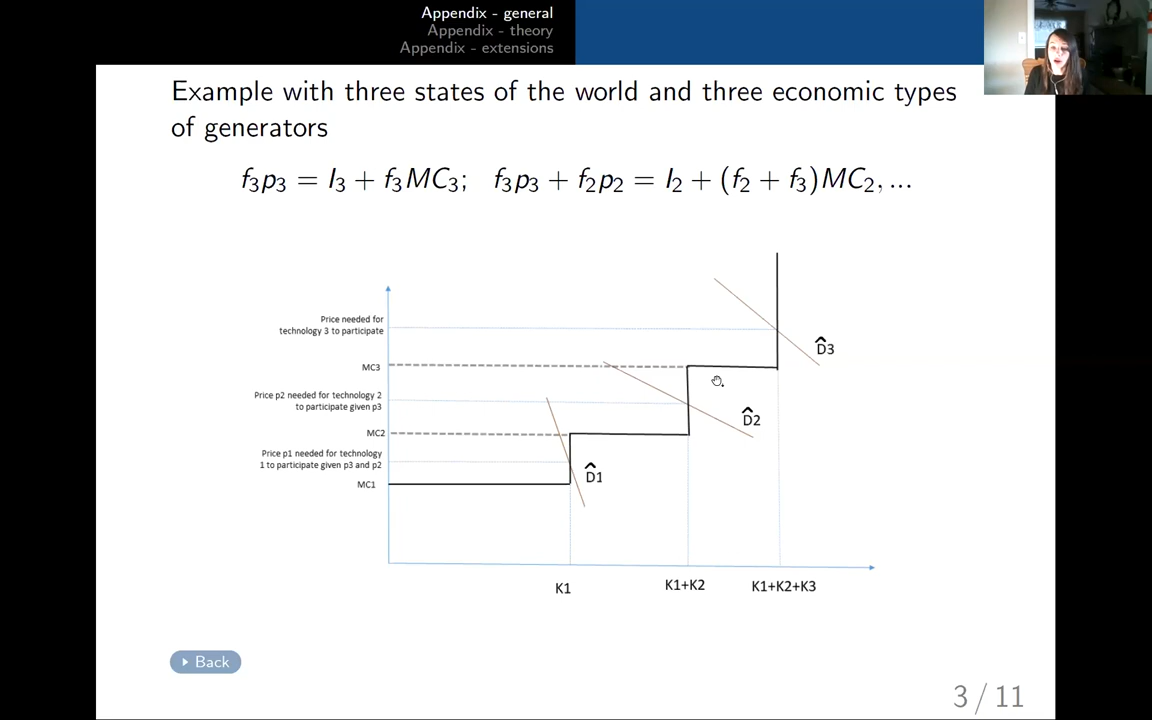 Appendix - general
Appendix - theory
Appendix - extensions
Example with three states of the world and three economic types
of generators
f₃p₃ = I₃ + f₃MC₃; f₃p₃ + f₂p₂ = I₂ + (f₂ + f₃)MC₂, ...
Price needed for
technology 3 to participate
D̂3
MC3
Price p2 needed for technology 2
to participate given p3
D̂2
MC2
Price p1 needed for technology
1 to participate given p3 and p2
D̂1
MC1
K1
K1+K2
K1+K2+K3
Back
3 / 11